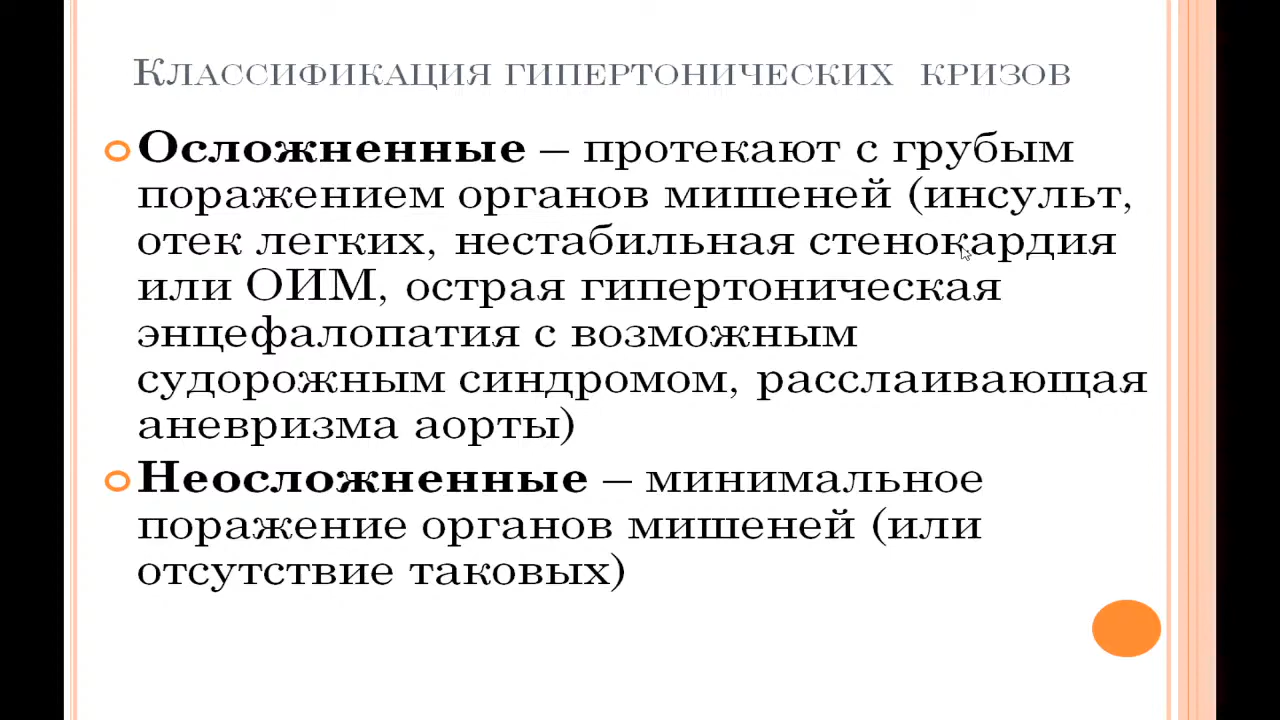 Классификация гипертонических кризов
Осложненные – протекают с грубым
поражением органов мишеней (инсульт,
отек легких, нестабильная стенокардия
или ОИМ, острая гипертоническая
энцефалопатия с возможным
судорожным синдромом, расслаивающая
аневризма аорты)
Неосложненные – минимальное
поражение органов мишеней (или
отсутствие таковых)